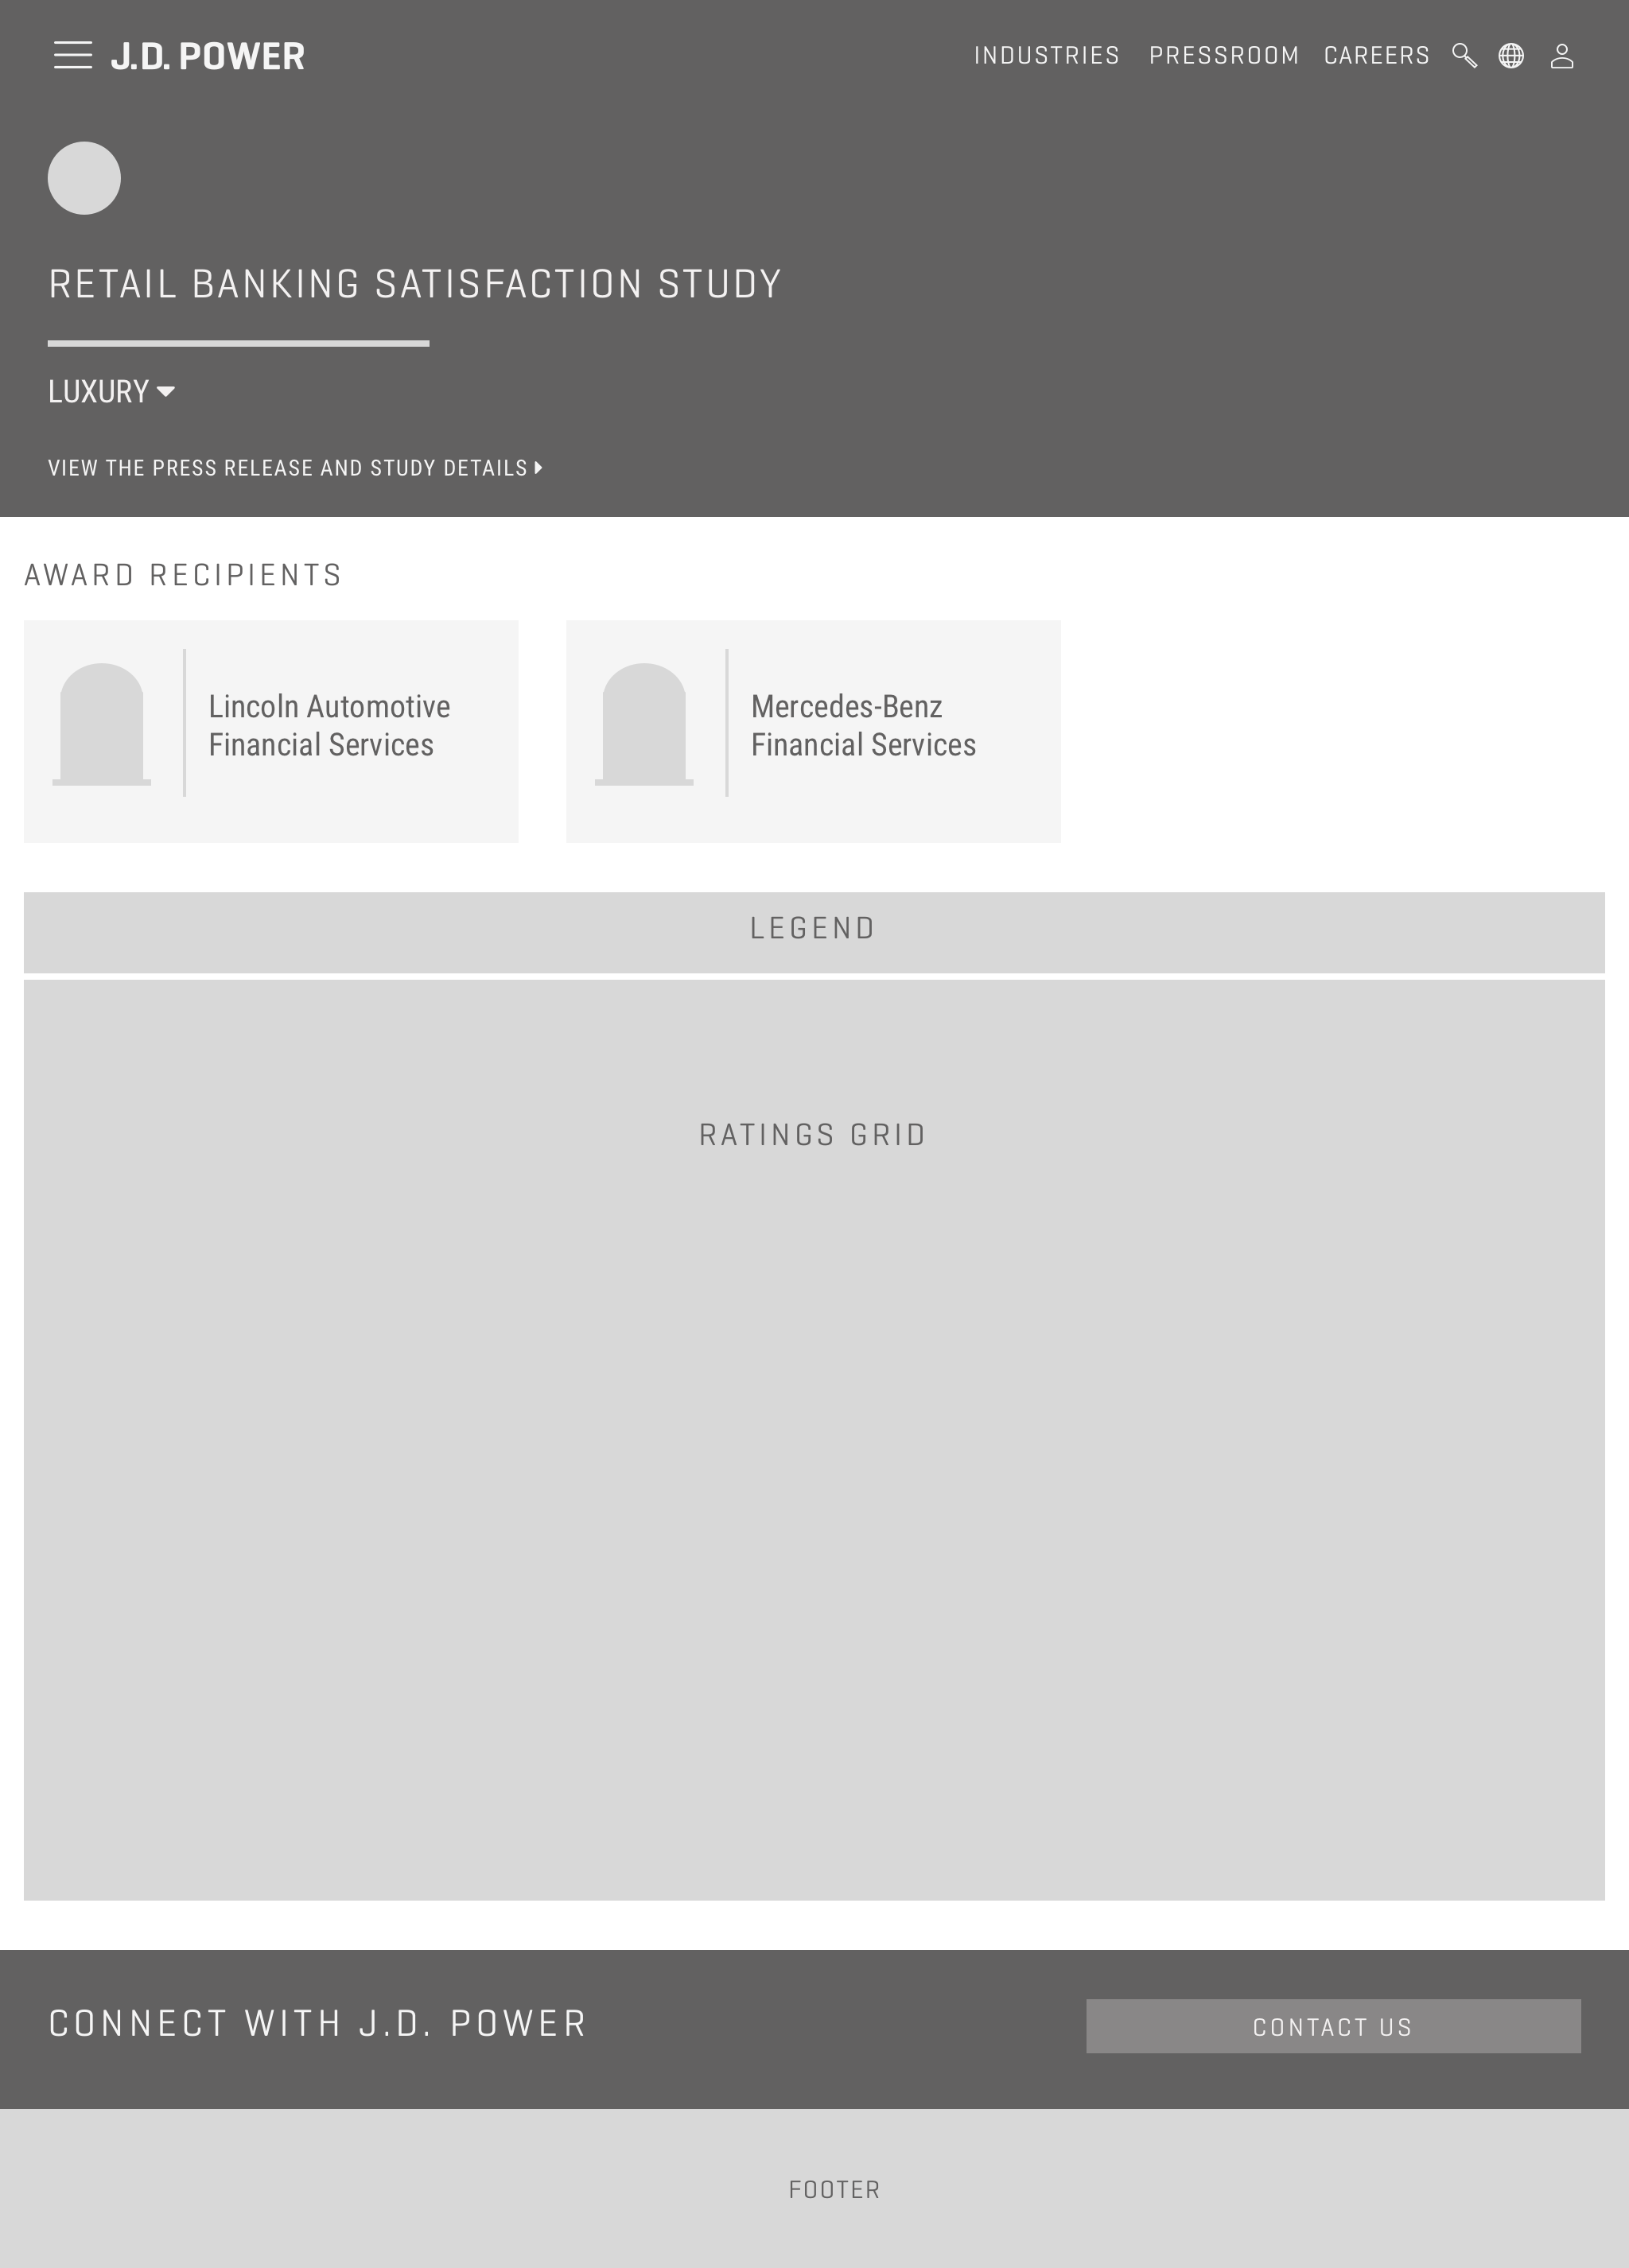 J.D. POWER
INDUSTRIES PRESSROOM CAREERS
RETAIL BANKING SATISFACTION STUDY
LUXURY
VIEW THE PRESS RELEASE AND STUDY DETAILS
AWARD RECIPIENTS
Lincoln Automotive
Financial Services
Mercedes-Benz
Financial Services
LEGEND
RATINGS GRID
CONNECT WITH J.D. POWER
CONTACT US
FOOTER